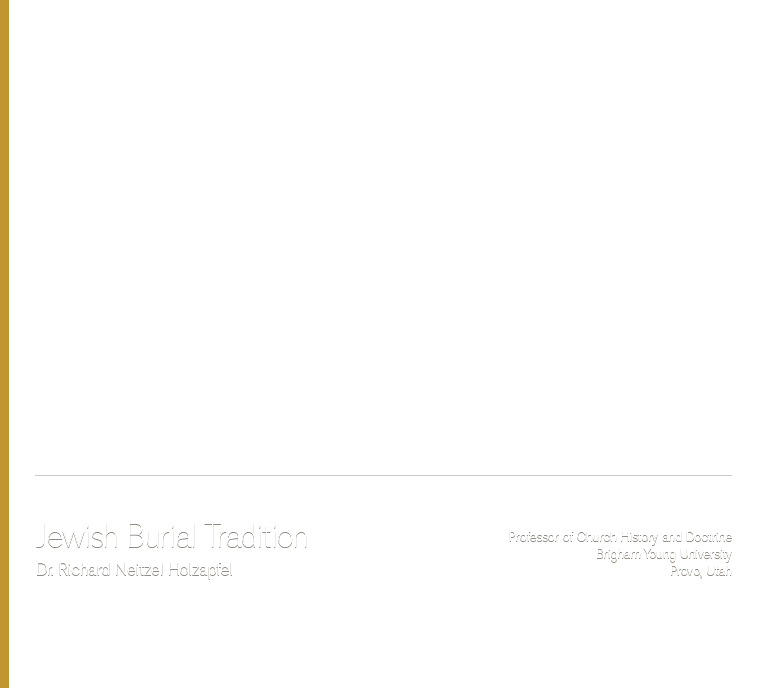 Jewish Burial Tradition
Dr. Richard Neitzel Holzapfel
Professor of Church History and Doctrine
Brigham Young University
Provo, Utah